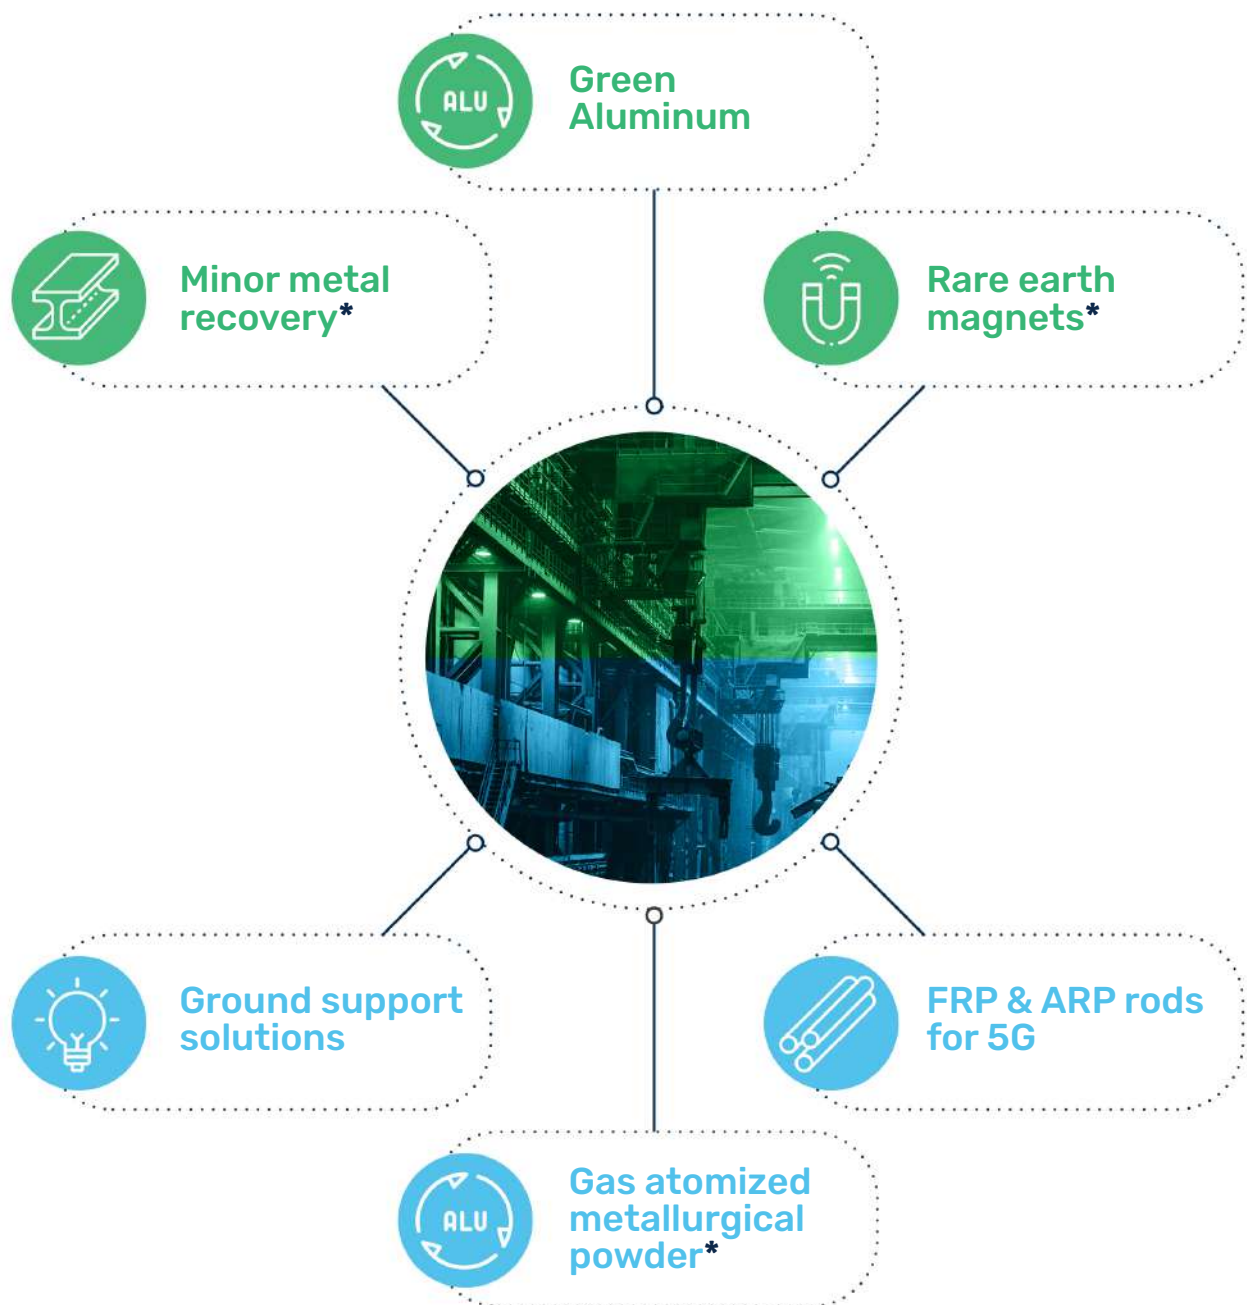 ALU
Green
Aluminum
Minor metal
recovery*
Rare earth
magnets*
Ground support
solutions
FRP & ARP rods
for 5G
ALU
Gas atomized
metallurgical
powder*